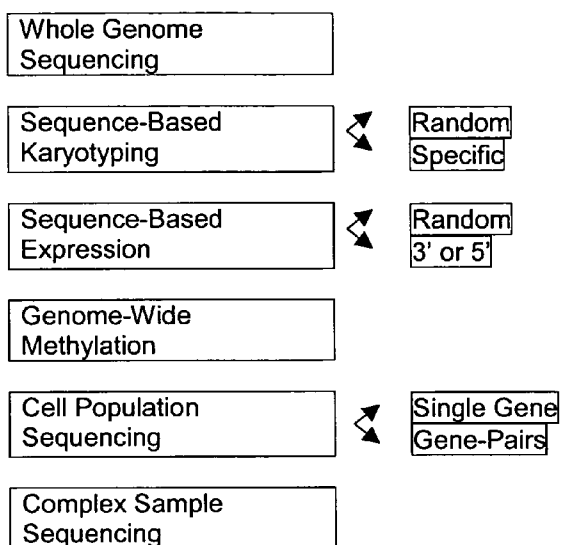 Whole Genome
Sequencing
Sequence-Based
Karyotyping
Random
Specific
Sequence-Based
Expression
Random
3' or 5'
Genome-Wide
Methylation
Cell Population
Sequencing
Single Gene
Gene-Pairs
Complex Sample
Sequencing